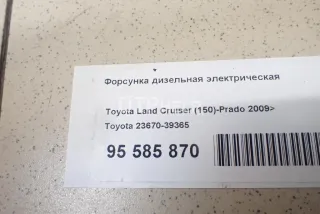 Форсунка дизельная электрическая
Toyota Land Cruiser (150)-Prado 2009>
Toyota 23670-39365
95 585 870